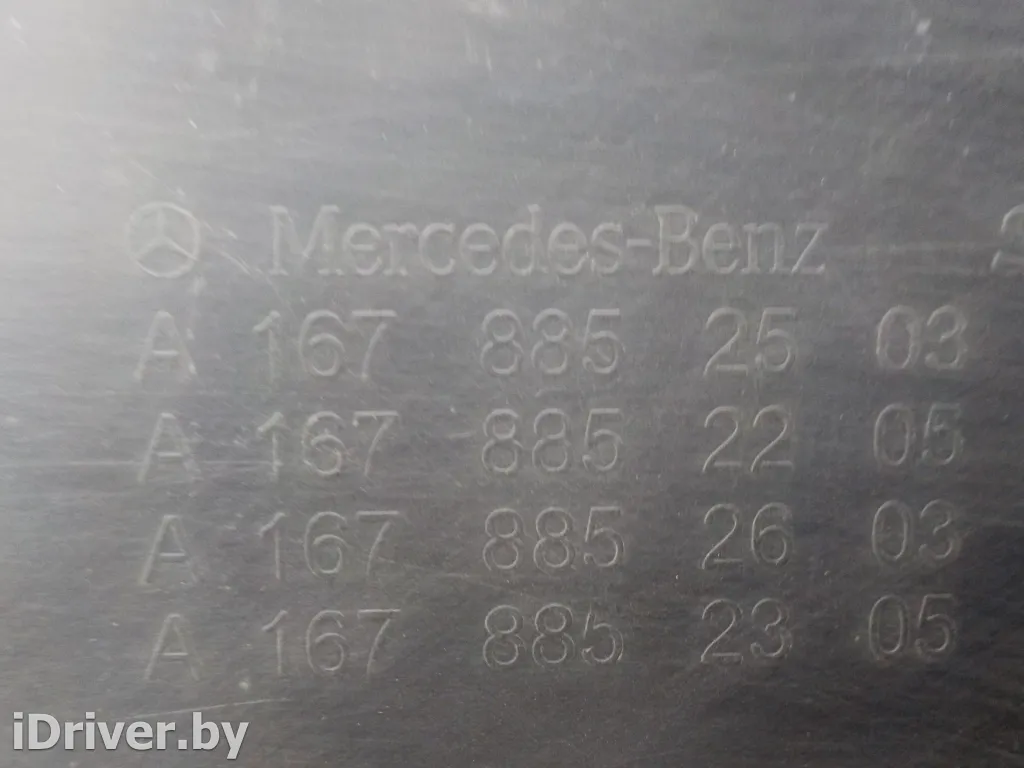 Mercedes-Benz
A 167 885 25 03
A 167 885 22 05
A 167 885 26 03
A 167 885 23 05
iDriver.by